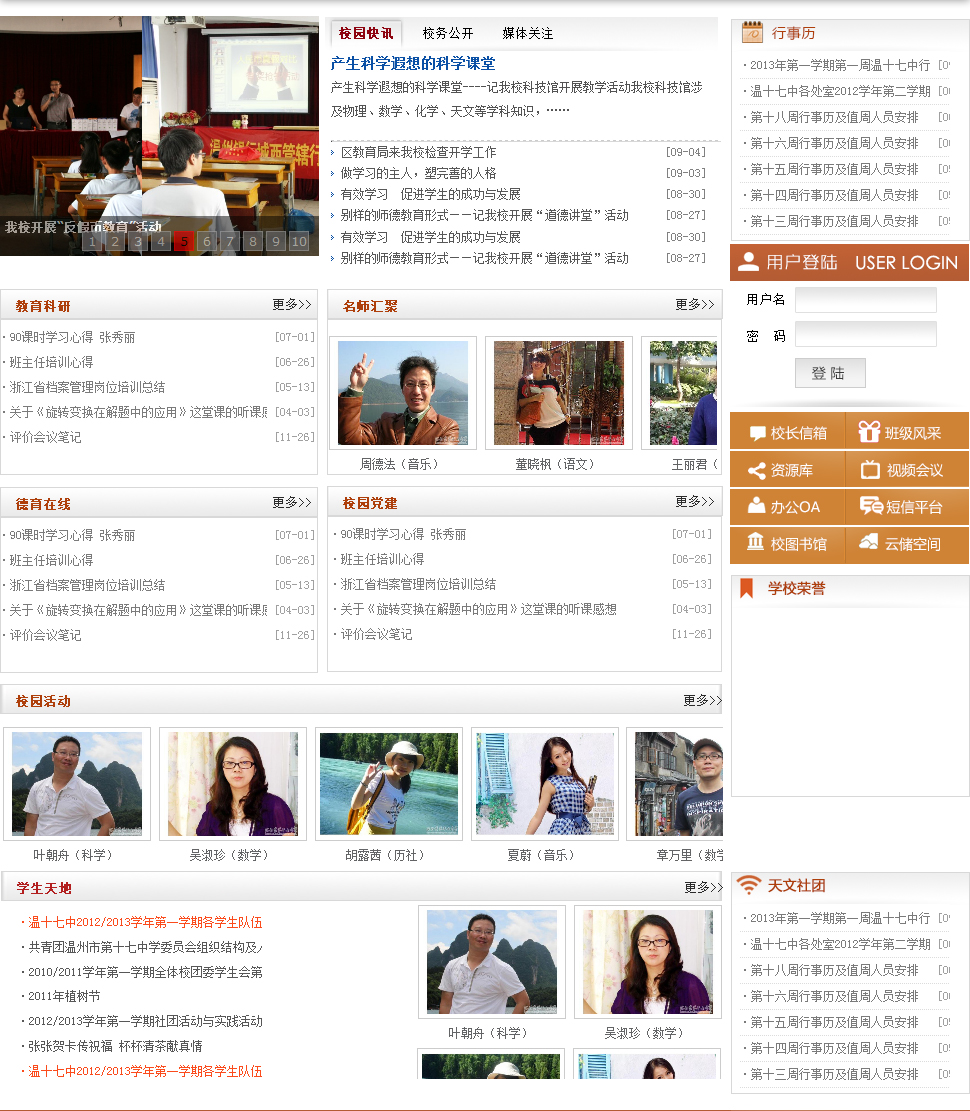 我校开展"反假币教育"活动
1 2 3 4 5 6 7 8 9 10
校园快讯 校务公开 媒体关注
产生科学遐想的科学课堂
产生科学遐想的科学课堂----记我校科技馆开展教学活动我校科技馆涉
及物理、数学、化学、天文等学科知识，……
区教育局来我校检查开学工作 [09-04]
做学习的主人，塑完善的人格 [09-03]
有效学习 促进学生的成功与发展 [08-30]
别样的师德教育形式——记我校开展“道德讲堂”活动 [08-27]
有效学习 促进学生的成功与发展 [08-30]
别样的师德教育形式——记我校开展“道德讲堂”活动 [08-27]
行事历
·2013年第一学期第一周温十七中行
·温十七中各处室2012学年第二学期
·第十八周行事历及值周人员安排
·第十六周行事历及值周人员安排
·第十五周行事历及值周人员安排
·第十四周行事历及值周人员安排
·第十三周行事历及值周人员安排
用户登陆 USER LOGIN
用户名
密 码
登 陆
教育科研 更多>>
·90课时学习心得 张秀丽 [07-01]
·班主任培训心得 [06-26]
·浙江省档案管理岗位培训总结 [05-13]
·关于《旋转变换在解题中的应用》这堂课的听课 [04-03]
·评价会议笔记 [11-26]
名师汇聚 更多>>
周德法（音乐）
董晓枫（语文）
王丽君（
校长信箱 班级风采
资源库 视频会议
办公OA 短信平台
校图书馆 云储空间
德育在线 更多>>
·90课时学习心得 张秀丽 [07-01]
·班主任培训心得 [06-26]
·浙江省档案管理岗位培训总结 [05-13]
·关于《旋转变换在解题中的应用》这堂课的听课 [04-03]
·评价会议笔记 [11-26]
校园党建 更多>>
·90课时学习心得 张秀丽 [07-01]
·班主任培训心得 [06-26]
·浙江省档案管理岗位培训总结 [05-13]
·关于《旋转变换在解题中的应用》这堂课的听课感想 [04-03]
·评价会议笔记 [11-26]
学校荣誉
校园活动 更多>>
叶朝舟（科学）
吴淑珍（数学）
胡露茜（历社）
夏蔚（音乐）
章万里（数学
学生天地 更多>>
·温十七中2012/2013学年第一学期各学生队伍
·共青团温州市第十七中学委员会组织结构及
·2010/2011学年第一学期全体校团委学生会第
·2011年植树节
·2012/2013学年第一学期社团活动与实践活动
·张张贺卡传祝福 杯杯清茶献真情
·温十七中2012/2013学年第一学期各学生队伍
叶朝舟（科学）
吴淑珍（数学）
天文社团
·2013年第一学期第一周温十七中行
·温十七中各处室2012学年第二学期
·第十八周行事历及值周人员安排
·第十六周行事历及值周人员安排
·第十五周行事历及值周人员安排
·第十四周行事历及值周人员安排
·第十三周行事历及值周人员安排